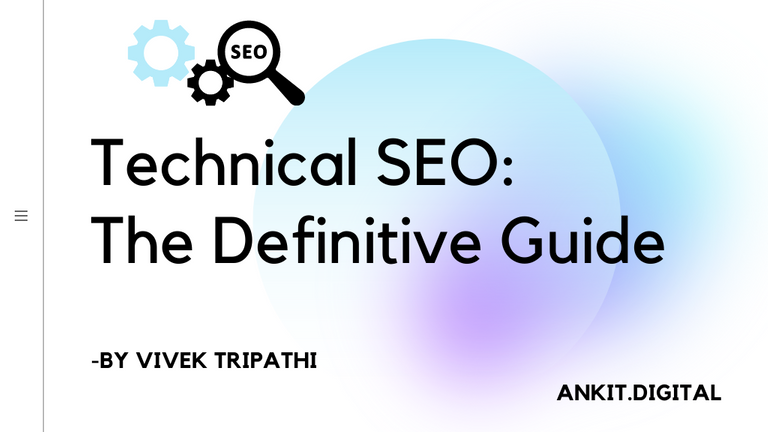 SEO
Technical SEO:
The Definitive Guide
-BY VIVEK TRIPATHI
ANKIT.DIGITAL